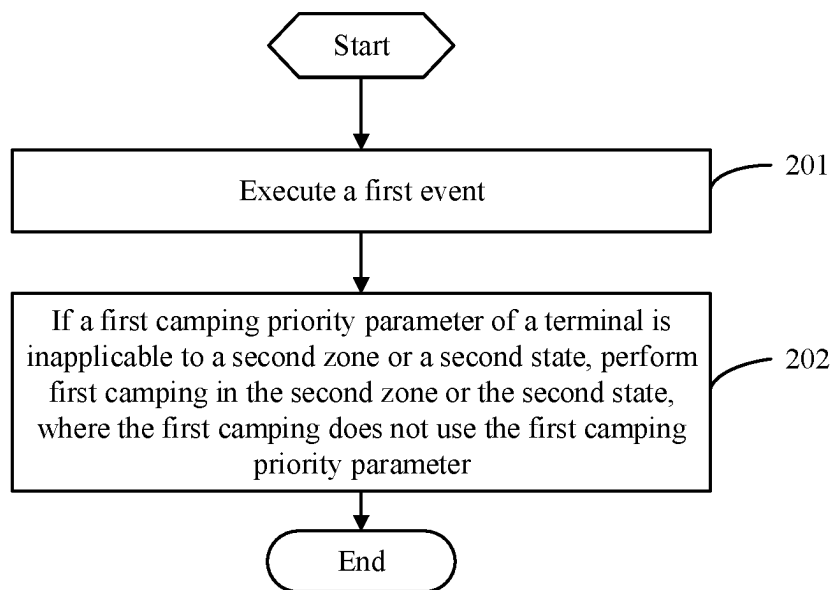 Start
Execute a first event
201
If a first camping priority parameter of a terminal is
inapplicable to a second zone or a second state, perform
first camping in the second zone or the second state,
where the first camping does not use the first camping
priority parameter
202
End